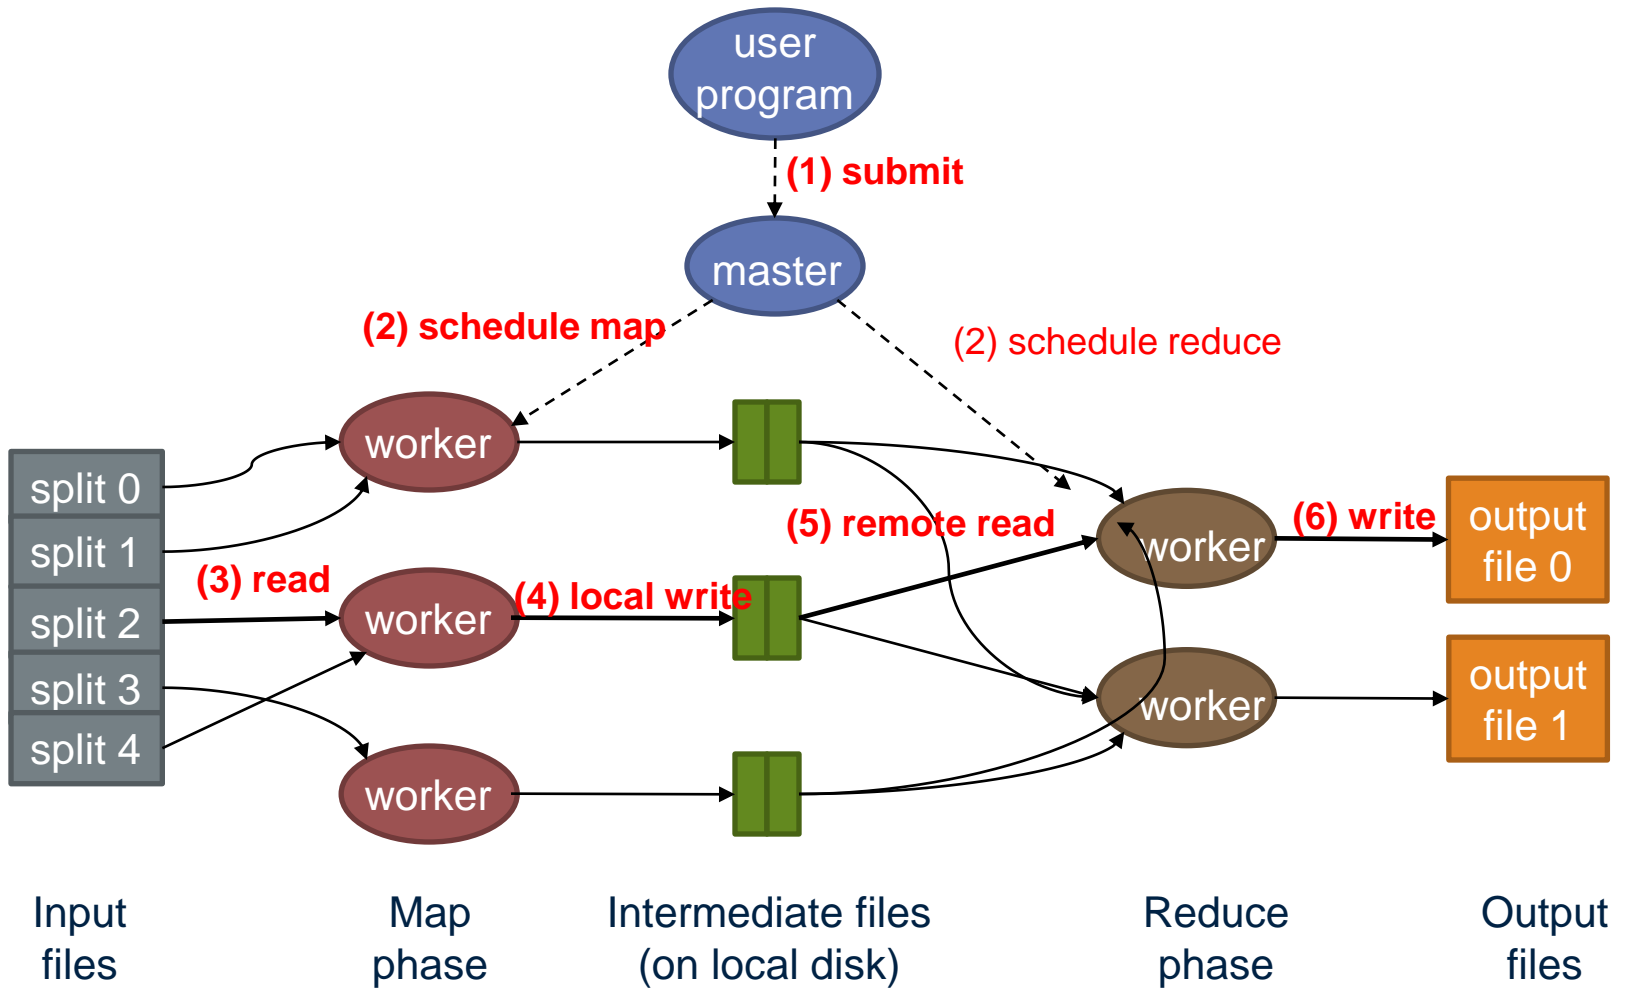 user
program
(1) submit
master
(2) schedule map
(2) schedule reduce
worker
split 0
split 1
split 2
split 3
split 4
(3) read
worker
(4) local write
worker
(5) remote read
worker
worker
(6) write
output
file 0
output
file 1
Input
files
Map
phase
Intermediate files
(on local disk)
Reduce
phase
Output
files